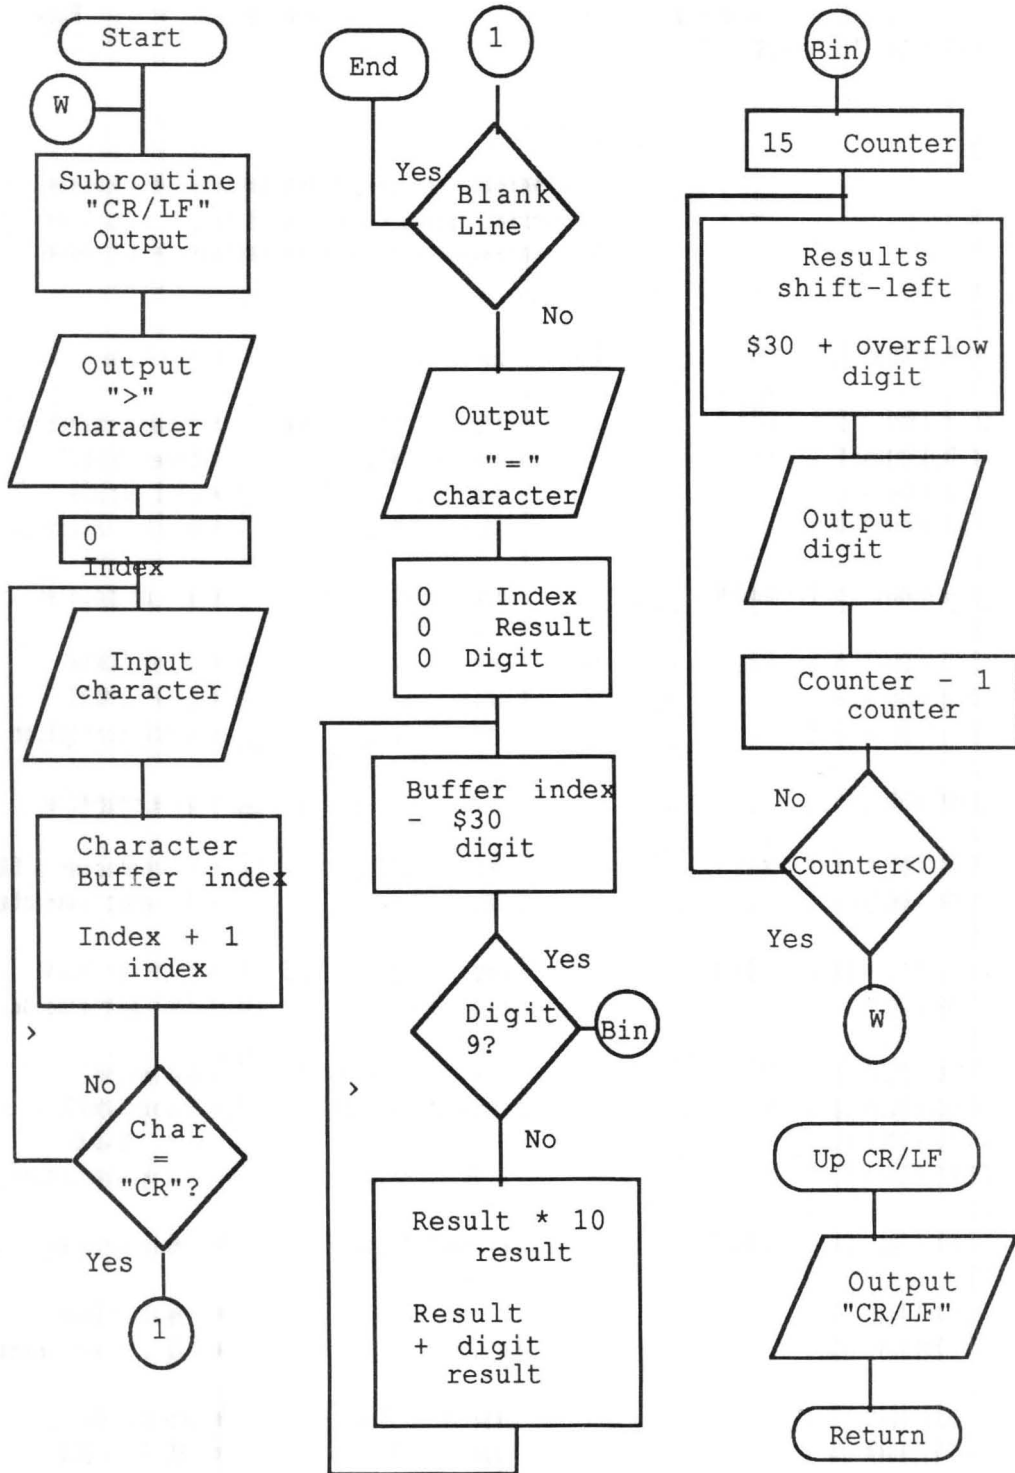 Start
W
Subroutine
"CR/LF"
Output
Output
">"
character
0
Index
Input
character
Character
Buffer index
Index + 1
index
>
No
Char
=
"CR"?
Yes
1
End
1
Yes
Blank
Line
No
Output
"="
character
0 Index
0 Result
0 Digit
Buffer index
- $30
digit
Yes
Digit
9?
Bin
>
No
Result * 10
result
Result
+ digit
result
Bin
15 Counter
Results
shift-left
$30 + overflow
digit
Output
digit
Counter - 1
counter
No
Counter<0
Yes
W
Up CR/LF
Output
"CR/LF"
Return